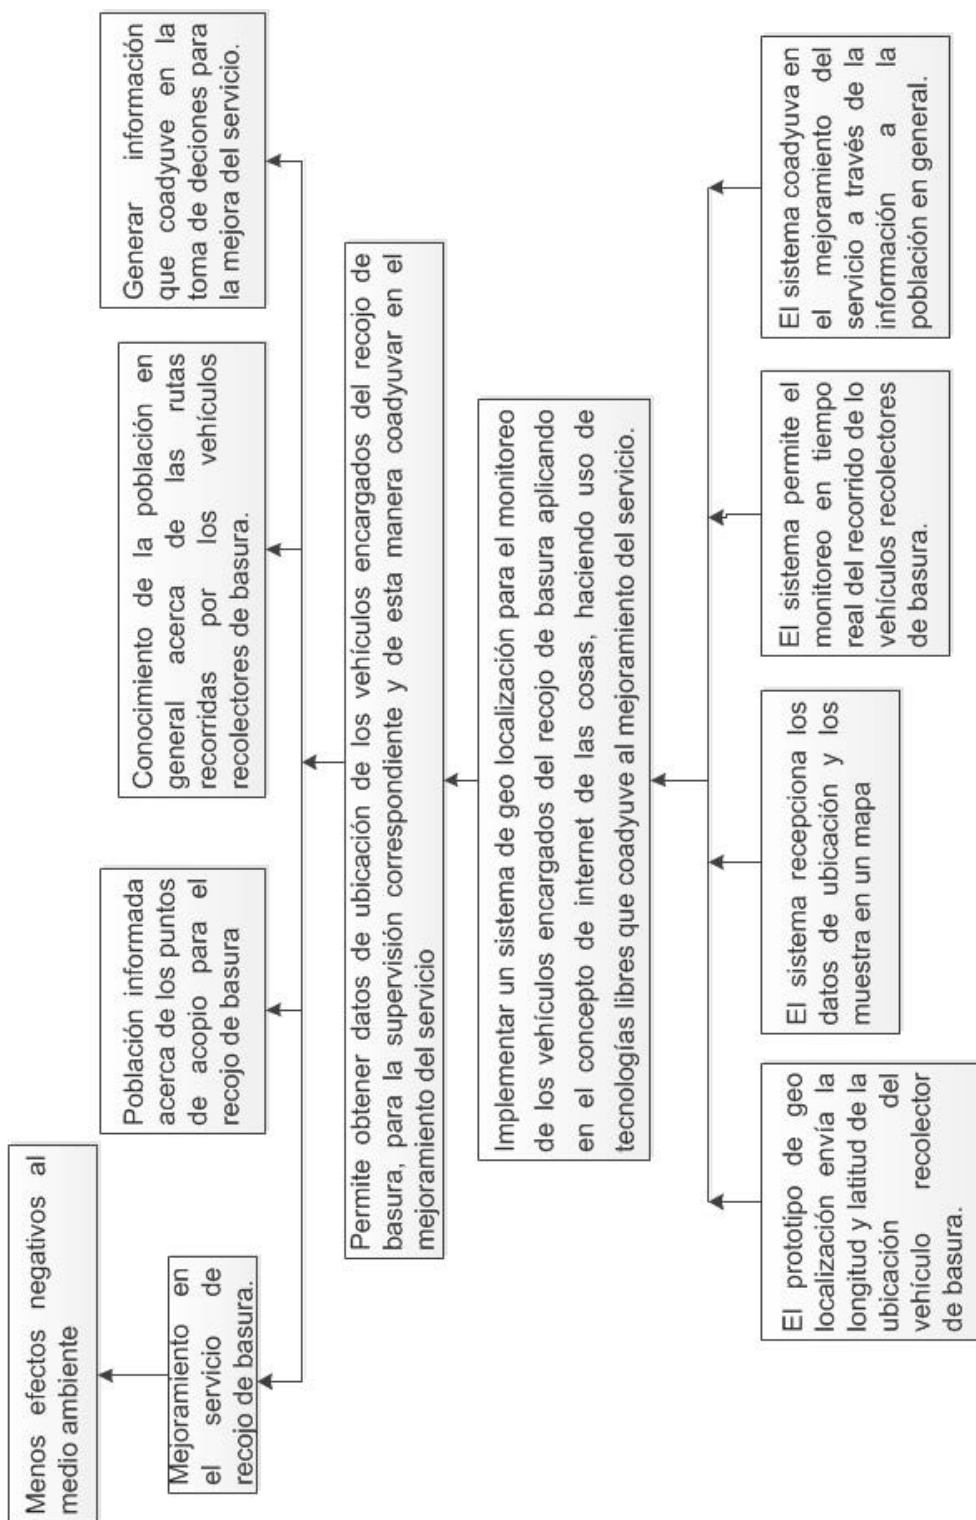 Menos efectos negativos al
medio ambiente
Mejoramiento en
el servicio de
recojo de basura.
Población informada
acerca de los puntos
de acopio para el
recojo de basura
Conocimiento de la población en
general acerca de las rutas
recorridas por los vehículos
recolectores de basura.
Generar información
que coadyuve en la
toma de deciones para
la mejora del servicio.
Permite obtener datos de ubicación de los vehículos encargados del recojo de
basura, para la supervisión correspondiente y de esta manera coadyuvar en el
mejoramiento del servicio
Implementar un sistema de geo localización para el monitoreo
de los vehículos encargados del recojo de basura aplicando
en el concepto de internet de las cosas, haciendo uso de
tecnologías libres que coadyuve al mejoramiento del servicio.
El prototipo de geo
localización envía la
longitud y latitud de la
ubicación del
vehículo recolector
de basura.
El sistema recepciona los
datos de ubicación y los
muestra en un mapa
El sistema permite el
monitoreo en tiempo
real del recorrido de lo
vehículos recolectores
de basura.
El sistema coadyuva en
el mejoramiento del
servicio a través de la
información a la
población en general.